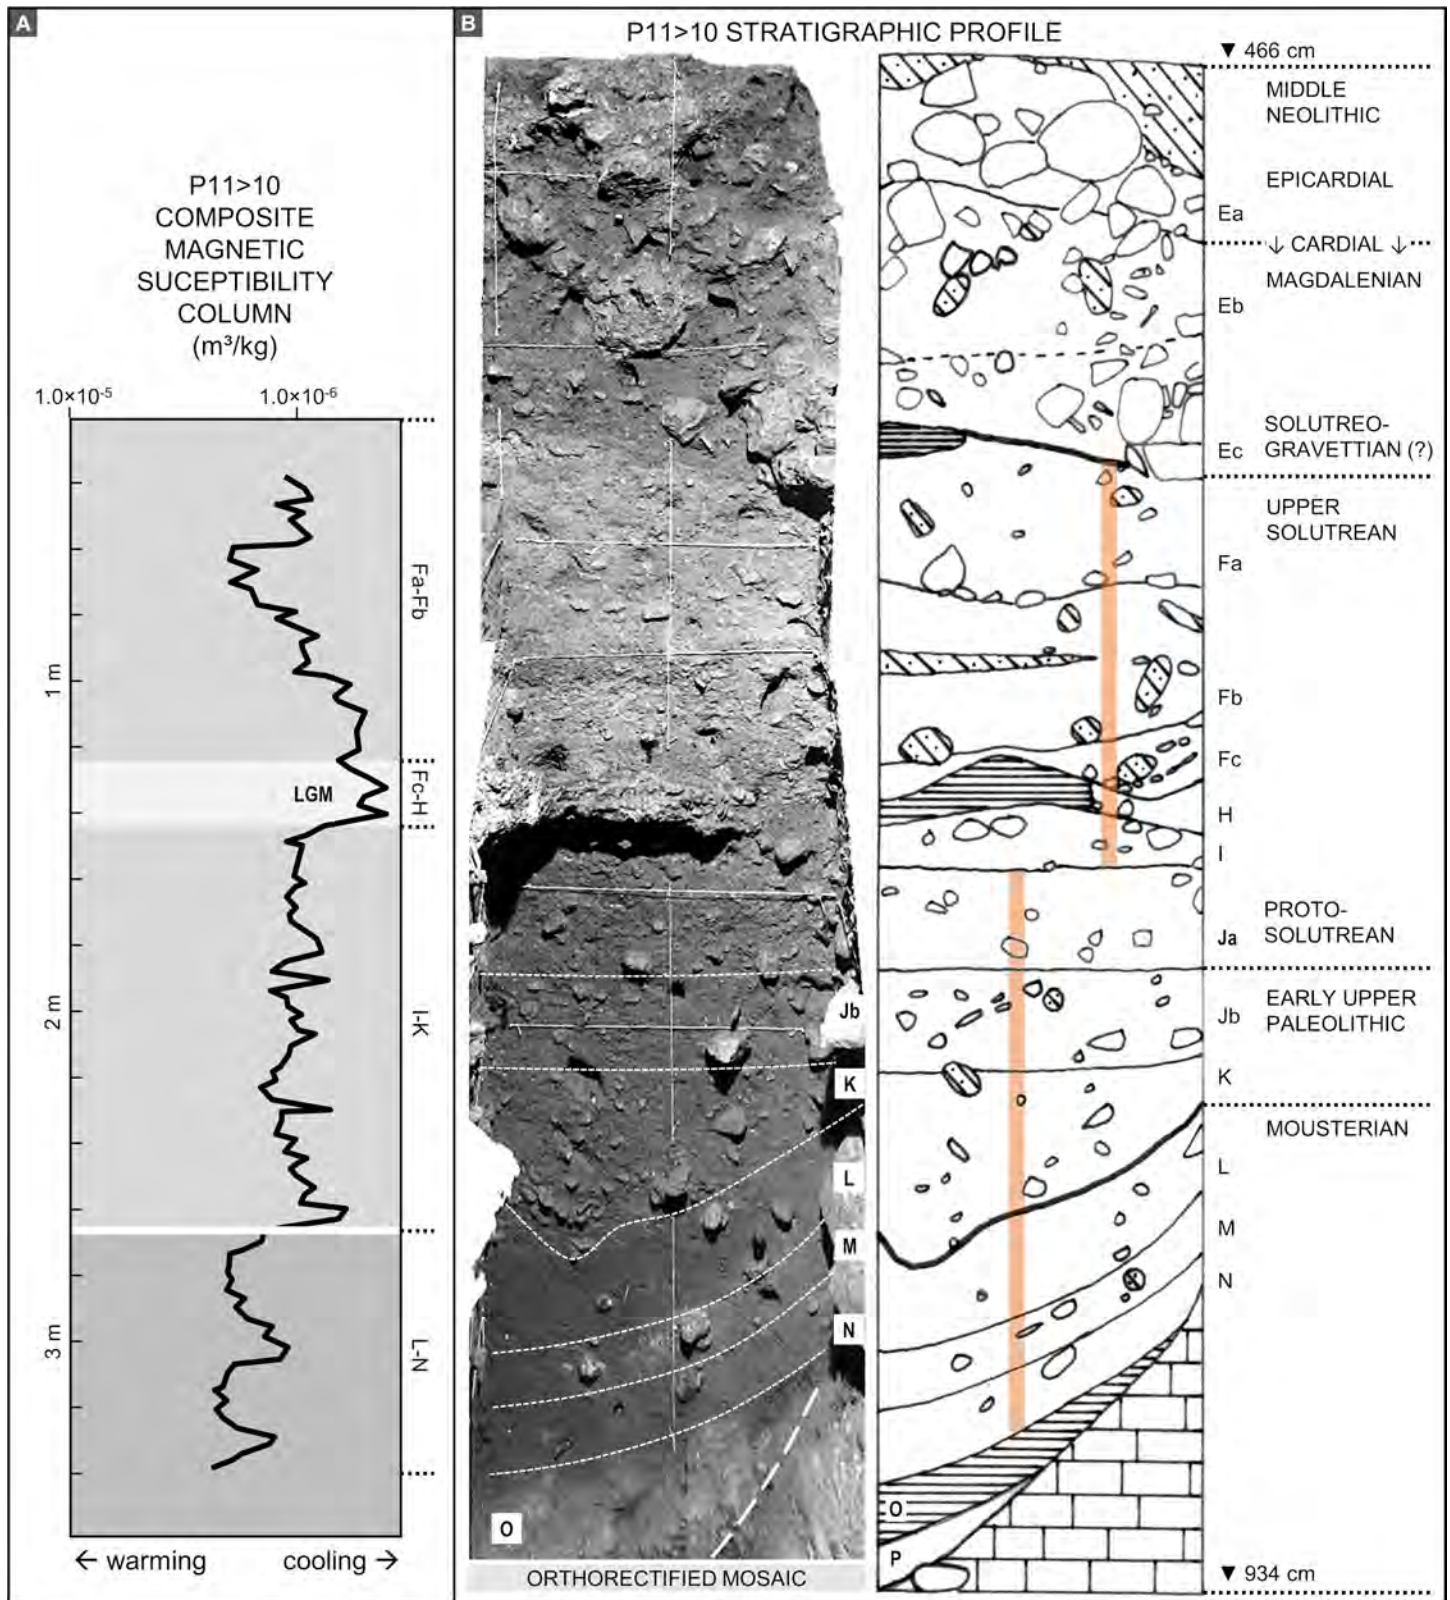 A
P11>10
COMPOSITE
MAGNETIC
SUCEPTIBILITY
COLUMN
(m³/kg)
1.0×10⁻⁵
1.0×10⁻⁶
1 m
2 m
3 m
LGM
Fa-Fb
Fc-H
I-K
L-N
← warming
cooling →
B
P11>10 STRATIGRAPHIC PROFILE
Jb
K
L
M
N
O
ORTHORECTIFIED MOSAIC
O
P
▼ 466 cm
MIDDLE
NEOLITHIC
EPICARDIAL
Ea
↓ CARDIAL ↓
MAGDALENIAN
Eb
SOLUTREO-
GRAVETTIAN (?)
Ec
UPPER
SOLUTREAN
Fa
Fb
Fc
H
I
PROTO-
SOLUTREAN
Ja
EARLY UPPER
PALEOLITHIC
Jb
K
MOUSTERIAN
L
M
N
▼ 934 cm